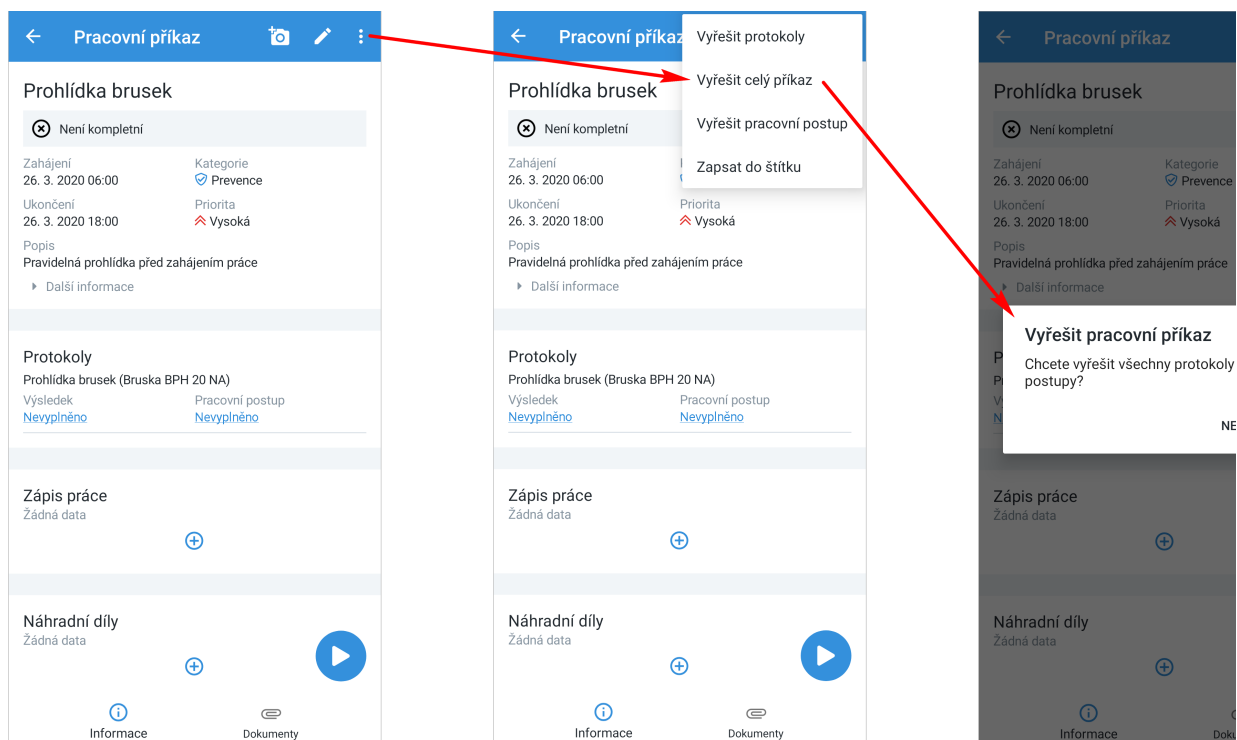 Pracovní příkaz
Prohlídka brusek
Není kompletní
Zahájení Kategorie
26. 3. 2020 06:00 Prevence
Ukončení Priorita
26. 3. 2020 18:00 Vysoká
Popis
Pravidelná prohlídka před zahájením práce
Další informace
Protokoly
Prohlídka brusek (Bruska BPH 20 NA)
Výsledek Pracovní postup
Nevyplněno Nevyplněno
Zápis práce
Žádná data
Náhradní díly
Žádná data
Informace Dokumenty
Pracovní příkaz
Vyřešit protokoly
Vyřešit celý příkaz
Vyřešit pracovní postup
Zapsat do štítku
Prohlídka brusek
Není kompletní
Zahájení
26. 3. 2020 06:00
Ukončení Priorita
26. 3. 2020 18:00 Vysoká
Popis
Pravidelná prohlídka před zahájením práce
Další informace
Protokoly
Prohlídka brusek (Bruska BPH 20 NA)
Výsledek Pracovní postup
Nevyplněno Nevyplněno
Zápis práce
Žádná data
Náhradní díly
Žádná data
Informace Dokumenty
Pracovní příkaz
Prohlídka brusek
Není kompletní
Zahájení Kategorie
26. 3. 2020 06:00 Prevence
Ukončení Priorita
26. 3. 2020 18:00 Vysoká
Popis
Pravidelná prohlídka před zahájením práce
Další informace
Vyřešit pracovní příkaz
Chcete vyřešit všechny protokoly
postupy?
NE
Zápis práce
Žádná data
Náhradní díly
Žádná data
Informace